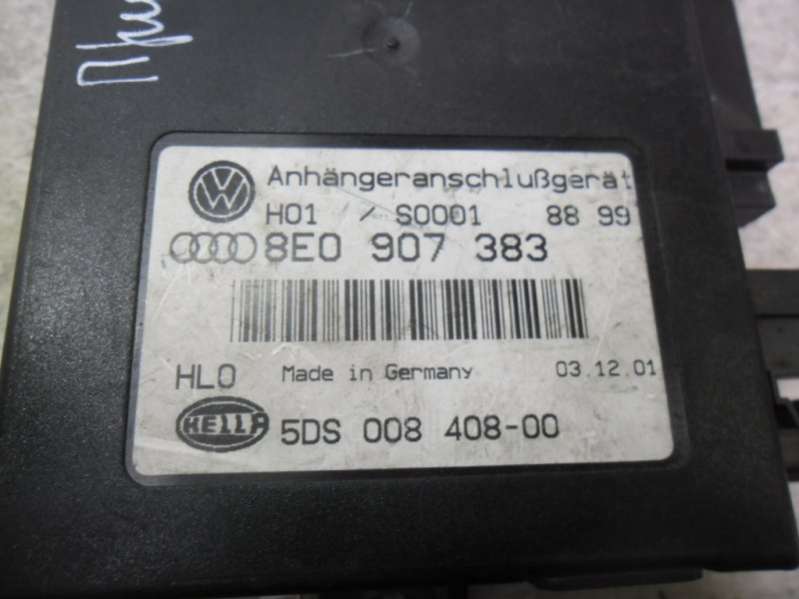 Anhängeranschlußgerät
H01 / S0001 88 99
8E0 907 383
HLO Made in Germany 03.12.01
HELLA 5DS 008 408-00